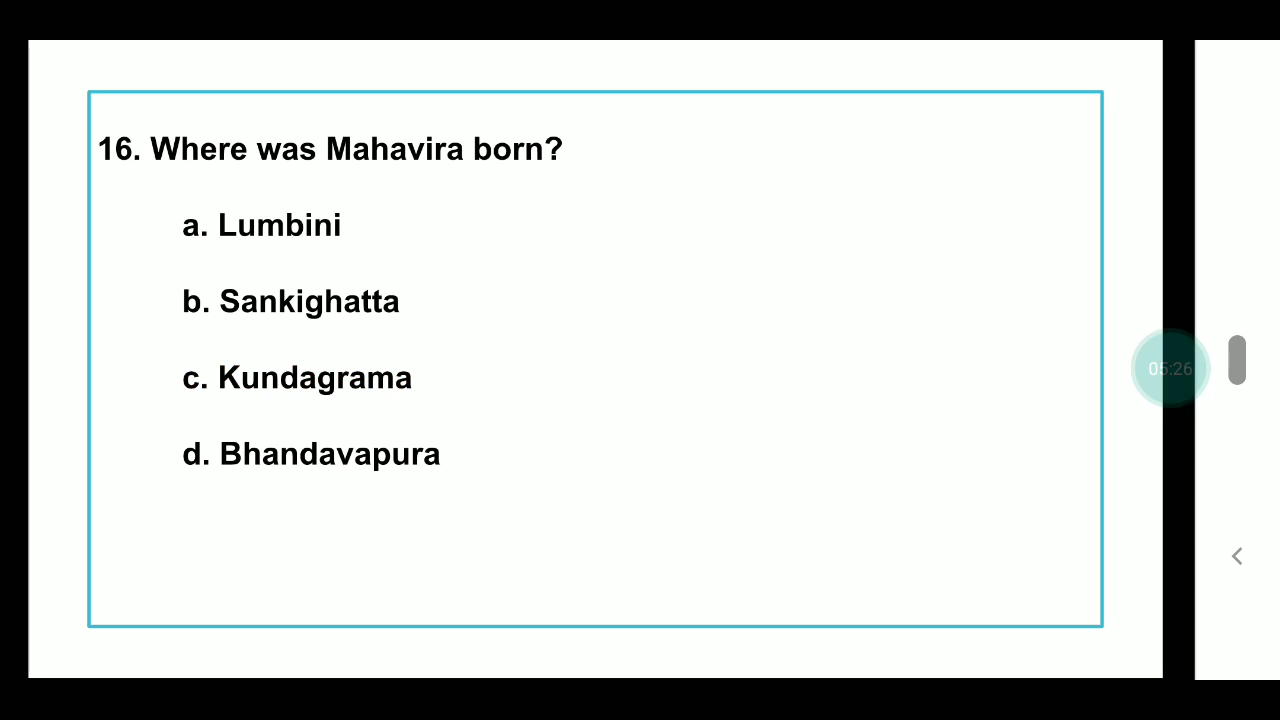 16. Where was Mahavira born?
a. Lumbini
b. Sankighatta
c. Kundagrama
d. Bhandavapura
05:26